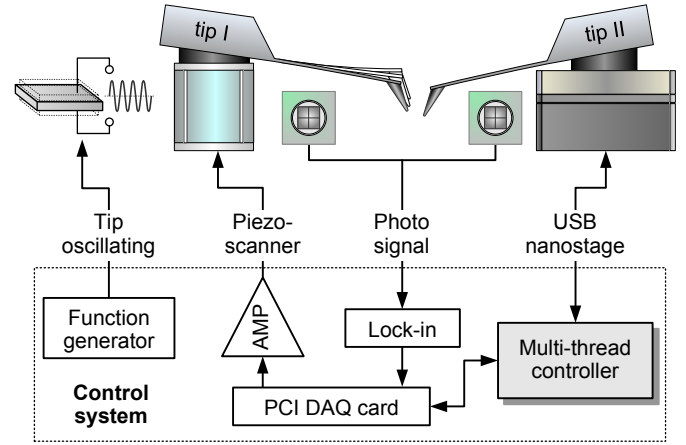 tip I
tip II
Tip
oscillating
Piezo-
scanner
Photo
signal
USB
nanostage
Function
generator
AMP
Lock-in
Multi-thread
controller
Control
system
PCI DAQ card